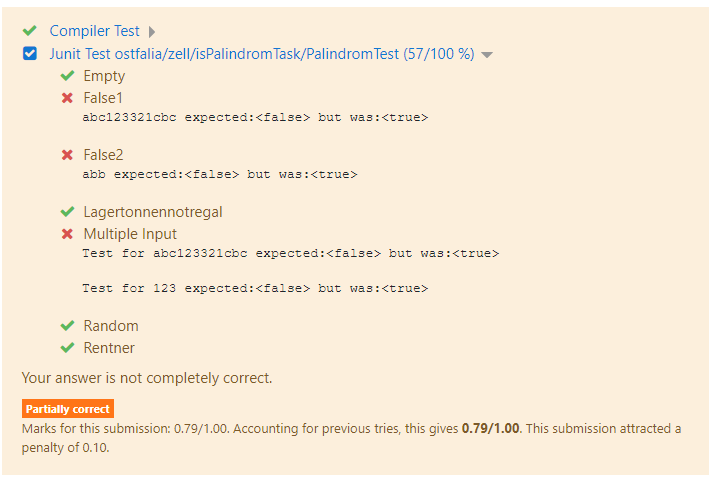 Compiler Test
Junit Test ostfalia/zell/isPalindromTask/PalindromTest (57/100 %)
Empty
False1
abc123321cbc expected:<false> but was:<true>
False2
abb expected:<false> but was:<true>
Lagertonnennotregal
Multiple Input
Test for abc123321cbc expected:<false> but was:<true>
Test for 123 expected:<false> but was:<true>
Random
Rentner
Your answer is not completely correct.
Partially correct
Marks for this submission: 0.79/1.00. Accounting for previous tries, this gives 0.79/1.00. This submission attracted a
penalty of 0.10.